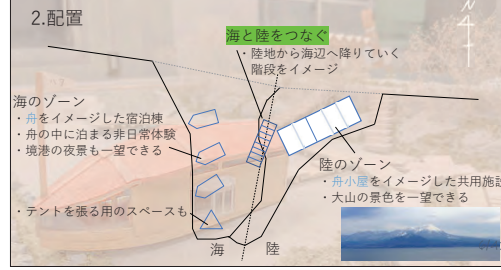 2.配置
海と陸をつなぐ
・陸地から海辺へ降りていく
階段をイメージ
海のゾーン
・舟をイメージした宿泊棟
・舟の中に泊まる非日常体験
・境港の夜景も一望できる
・テントを張る用のスペースも
陸のゾーン
・舟小屋をイメージした共用施設
・大山の景色を一望できる
海 陸